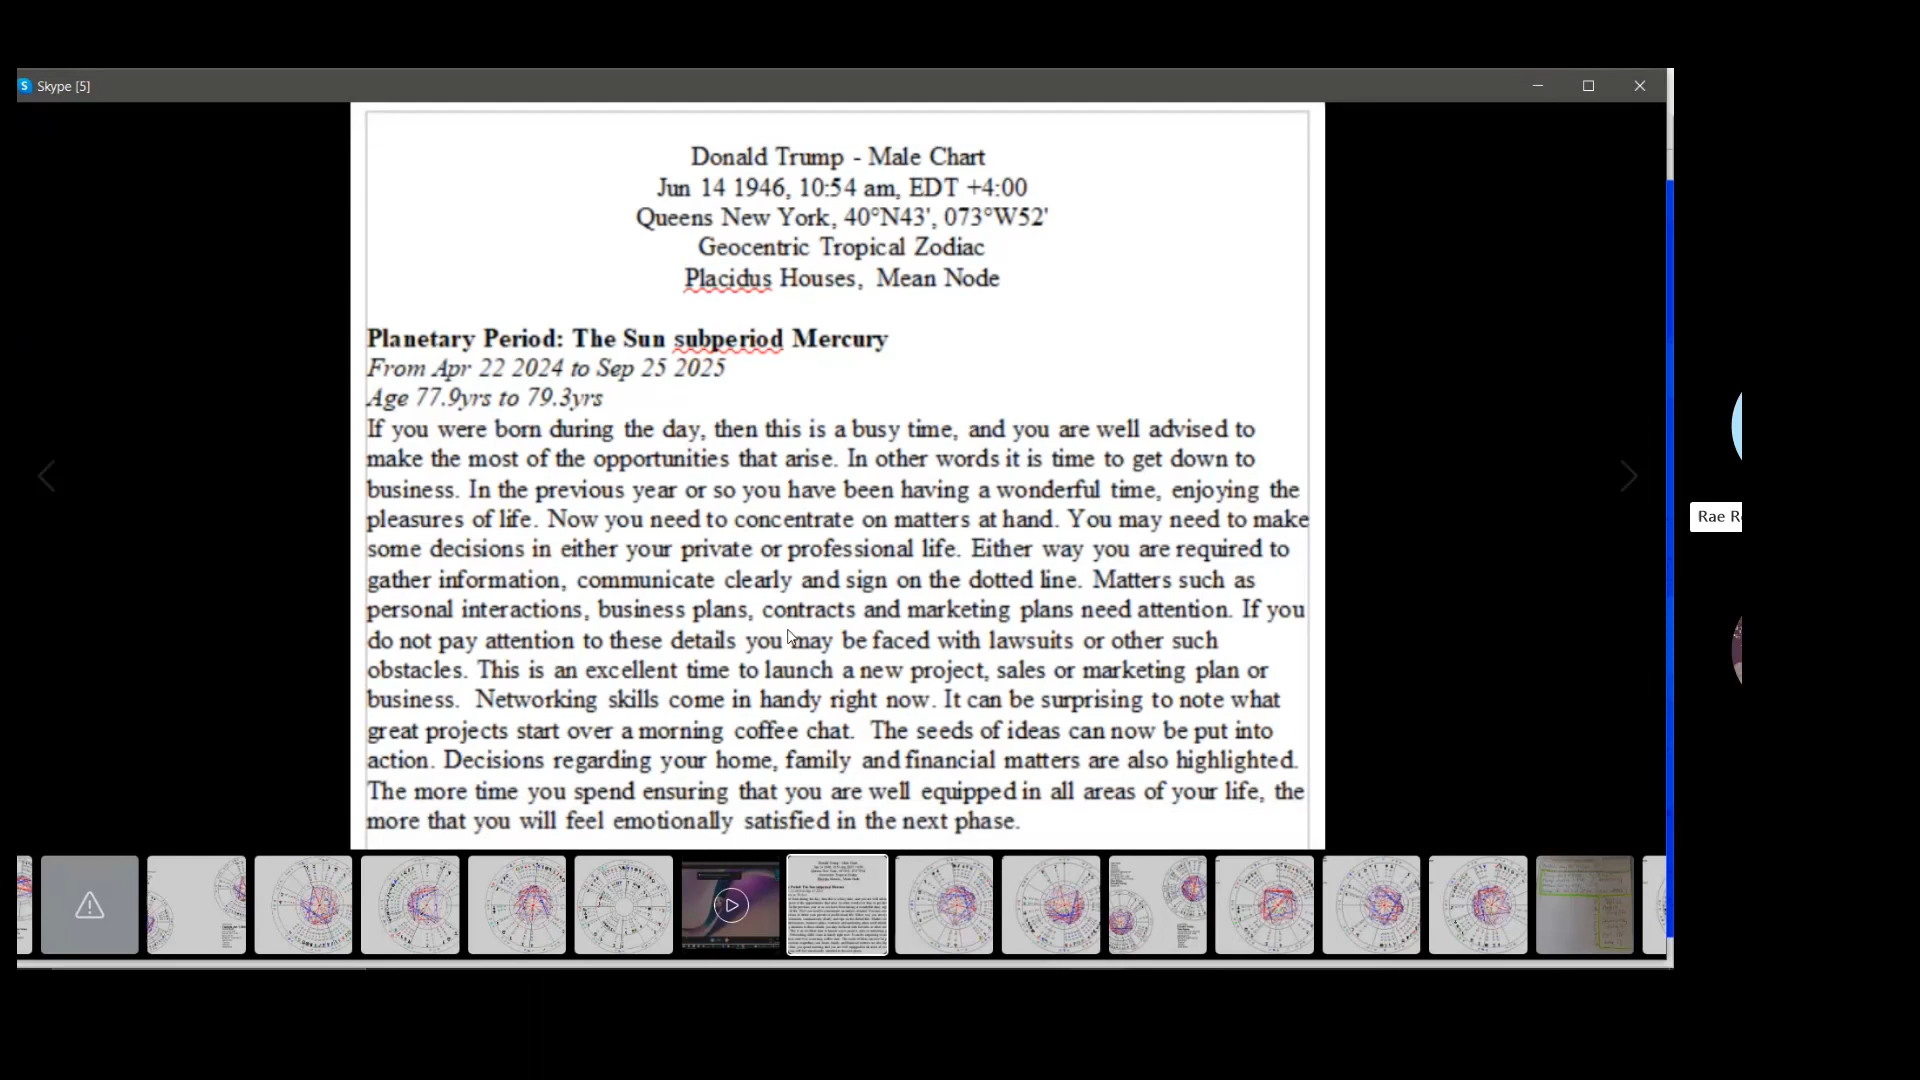 Skype [5]
Donald Trump - Male Chart
Jun 14 1946, 10:54 am, EDT +4:00
Queens New York, 40°N43', 073°W52'
Geocentric Tropical Zodiac
Placidus Houses, Mean Node
Planetary Period: The Sun subperiod Mercury
From Apr 22 2024 to Sep 25 2025
Age 77.9yrs to 79.3yrs
If you were born during the day, then this is a busy time, and you are well advised to
make the most of the opportunities that arise. In other words it is time to get down to
business. In the previous year or so you have been having a wonderful time, enjoying the
pleasures of life. Now you need to concentrate on matters at hand. You may need to make
some decisions in either your private or professional life. Either way you are required to
gather information, communicate clearly and sign on the dotted line. Matters such as
personal interactions, business plans, contracts and marketing plans need attention. If you
do not pay attention to these details you may be faced with lawsuits or other such
obstacles. This is an excellent time to launch a new project, sales or marketing plan or
business. Networking skills come in handy right now. It can be surprising to note what
great projects start over a morning coffee chat. The seeds of ideas can now be put into
action. Decisions regarding your home, family and financial matters are also highlighted.
The more time you spend ensuring that you are well equipped in all areas of your life, the
more that you will feel emotionally satisfied in the next phase.
Rae